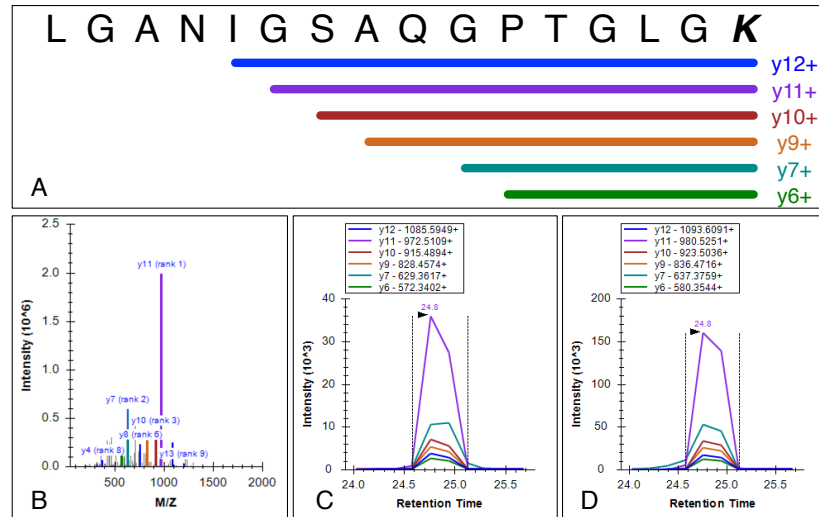 L G A N I G S A Q G P T G L G K
y12+
y11+
y10+
y9+
y7+
y6+
A
2.5
2.0
1.5
1.0
0.5
0.0
Intensity (10^6)
y11 (rank 1)
y7 (rank 2)
y10 (rank 3)
y8 (rank 6)
y4 (rank 8)
y13 (rank 9)
500
1000
1500
2000
M/Z
B
y12 - 1085.5949+
y11 - 972.5109+
y10 - 915.4894+
y9 - 828.4574+
y7 - 629.3617+
y6 - 572.3402+
40
30
20
10
0
Intensity (10^3)
24.8
24.0
24.5
25.0
25.5
Retention Time
C
y12 - 1093.6091+
y11 - 980.5251+
y10 - 923.5036+
y9 - 836.4716+
y7 - 637.3759+
y6 - 580.3544+
200
150
100
50
0
Intensity (10^3)
24.8
24.0
24.5
25.0
25.5
Retention Time
D